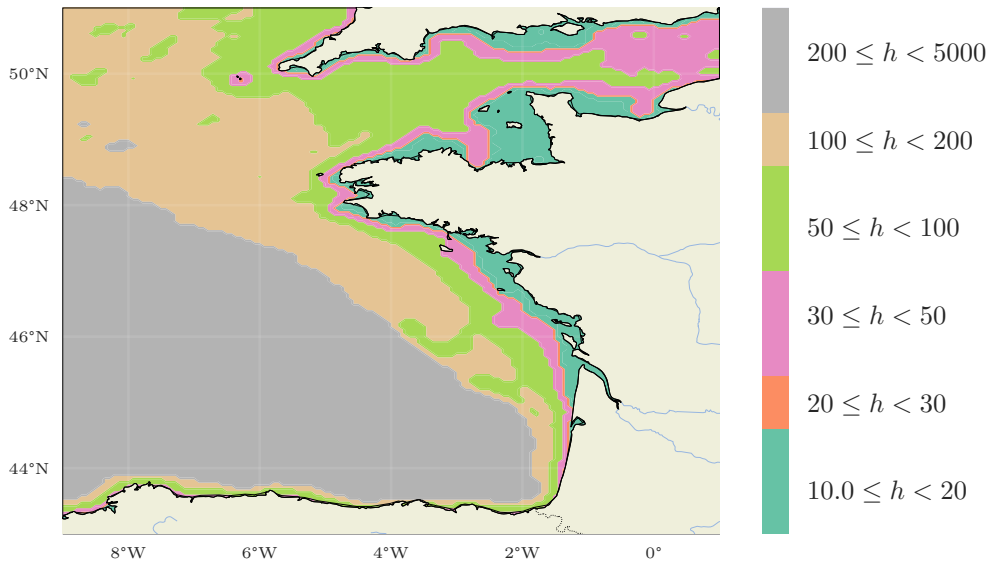 200 ≤ h < 5000
50°N
100 ≤ h < 200
48°N
50 ≤ h < 100
30 ≤ h < 50
46°N
20 ≤ h < 30
44°N
10.0 ≤ h < 20
8°W 6°W 4°W 2°W 0°